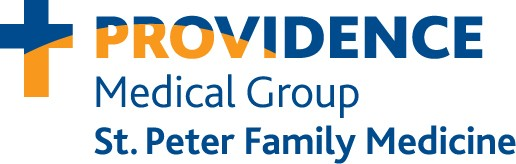 PROVIDENCE
Medical Group
St. Peter Family Medicine